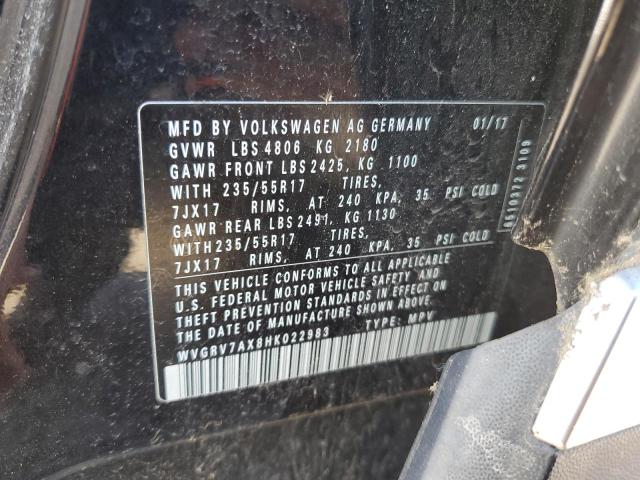 MFD BY VOLKSWAGEN AG GERMANY 01/17
GVWR LBS 4806 KG 2180
GAWR FRONT LBS 2425, KG 1100
WITH 235/55R17 TIRES,
7JX17 RIMS, AT 240 KPA, 35 PSI COLD
GAWR REAR LBS 2491, KG 1130
WITH 235/55R17 TIRES,
7JX17 RIMS, AT 240 KPA, 35 PSI COLD
THIS VEHICLE CONFORMS TO ALL APPLICABLE
U.S. FEDERAL MOTOR VEHICLE SAFETY AND
THEFT PREVENTION STANDARDS IN EFFECT ON
THE DATE OF MANUFACTURE SHOWN ABOVE.
WVGRV7AX8HK022983 TYPE: MPV
3109